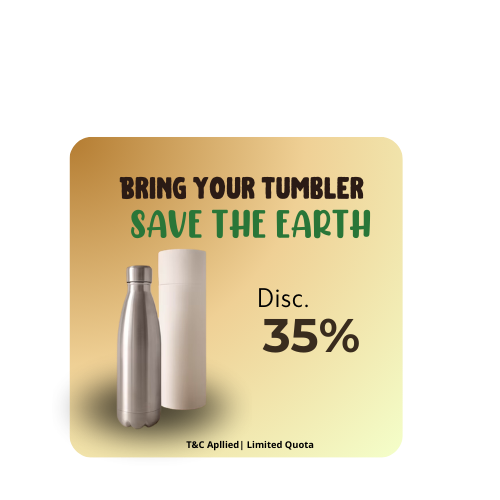 BRING YOUR TUMBLER
SAVE THE EARTH
Disc.
35%
T&C Apllied| Limited Quota